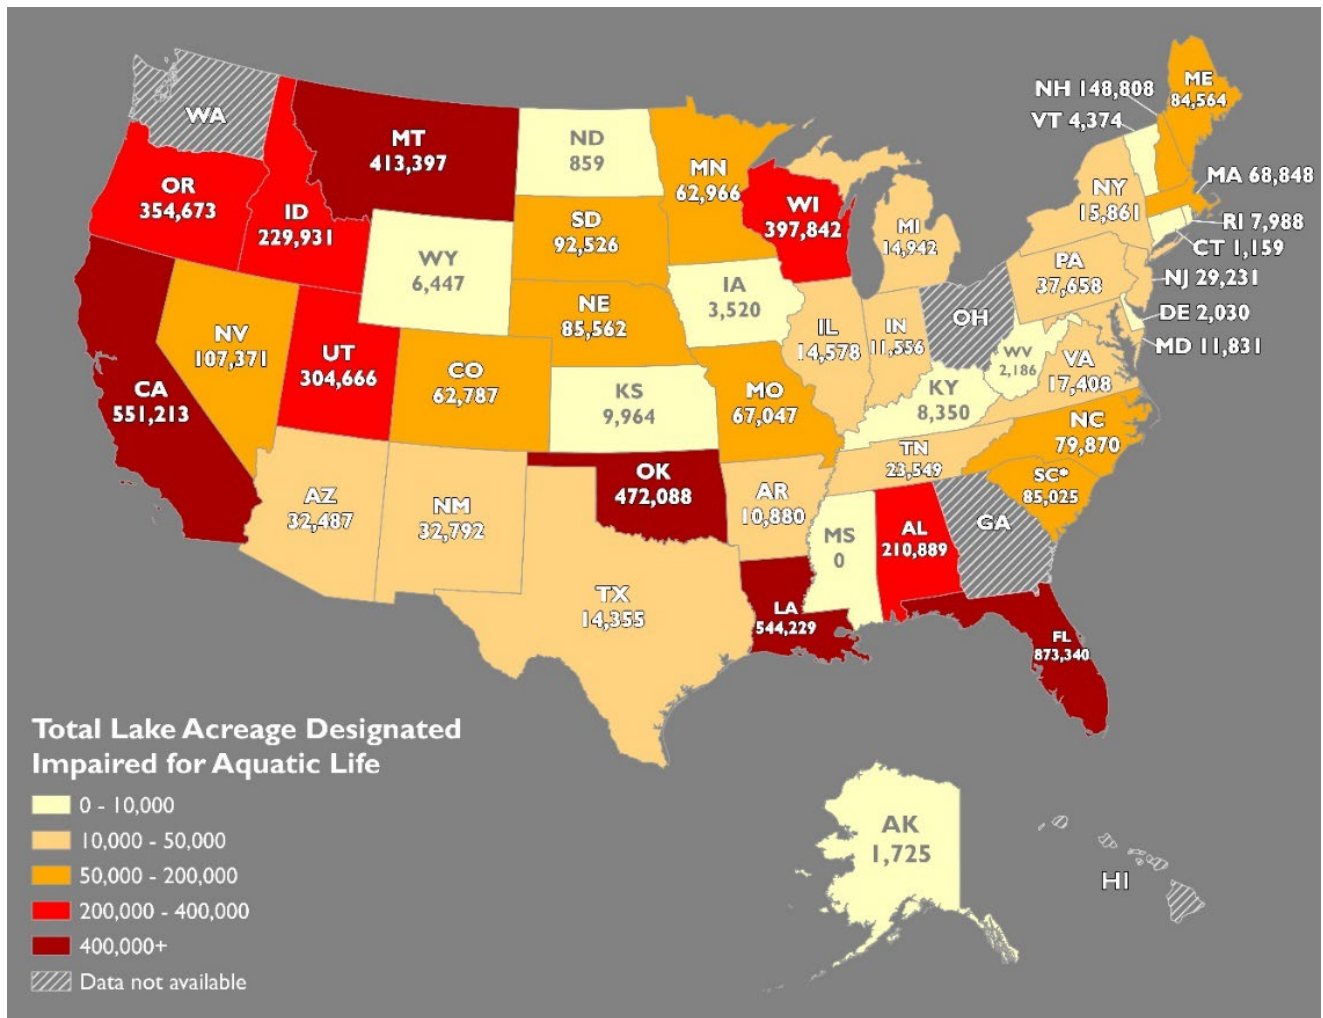 WA
MT
413,397
ND
859
MN
62,966
OR
354,673
ID
229,931
WY
6,447
SD
92,526
WI
397,842
MI
14,942
NY
15,861
NH 148,808
VT 4,374
ME
84,564
MA 68,848
RI 7,988
CT 1,159
NJ 29,231
DE 2,030
MD 11,831
PA
37,658
CA
551,213
NV
107,371
UT
304,666
CO
62,787
NE
85,562
IA
3,520
IL
14,578
IN
11,556
OH
WV
2,186
VA
17,408
KS
9,964
MO
67,047
KY
8,350
NC
79,870
TN
23,549
SC*
85,025
AZ
32,487
NM
32,792
OK
472,088
AR
10,880
MS
0
AL
210,889
GA
TX
14,355
LA
544,229
FL
873,340
AK
1,725
HI
Total Lake Acreage Designated
Impaired for Aquatic Life
0 - 10,000
10,000 - 50,000
50,000 - 200,000
200,000 - 400,000
400,000+
Data not available